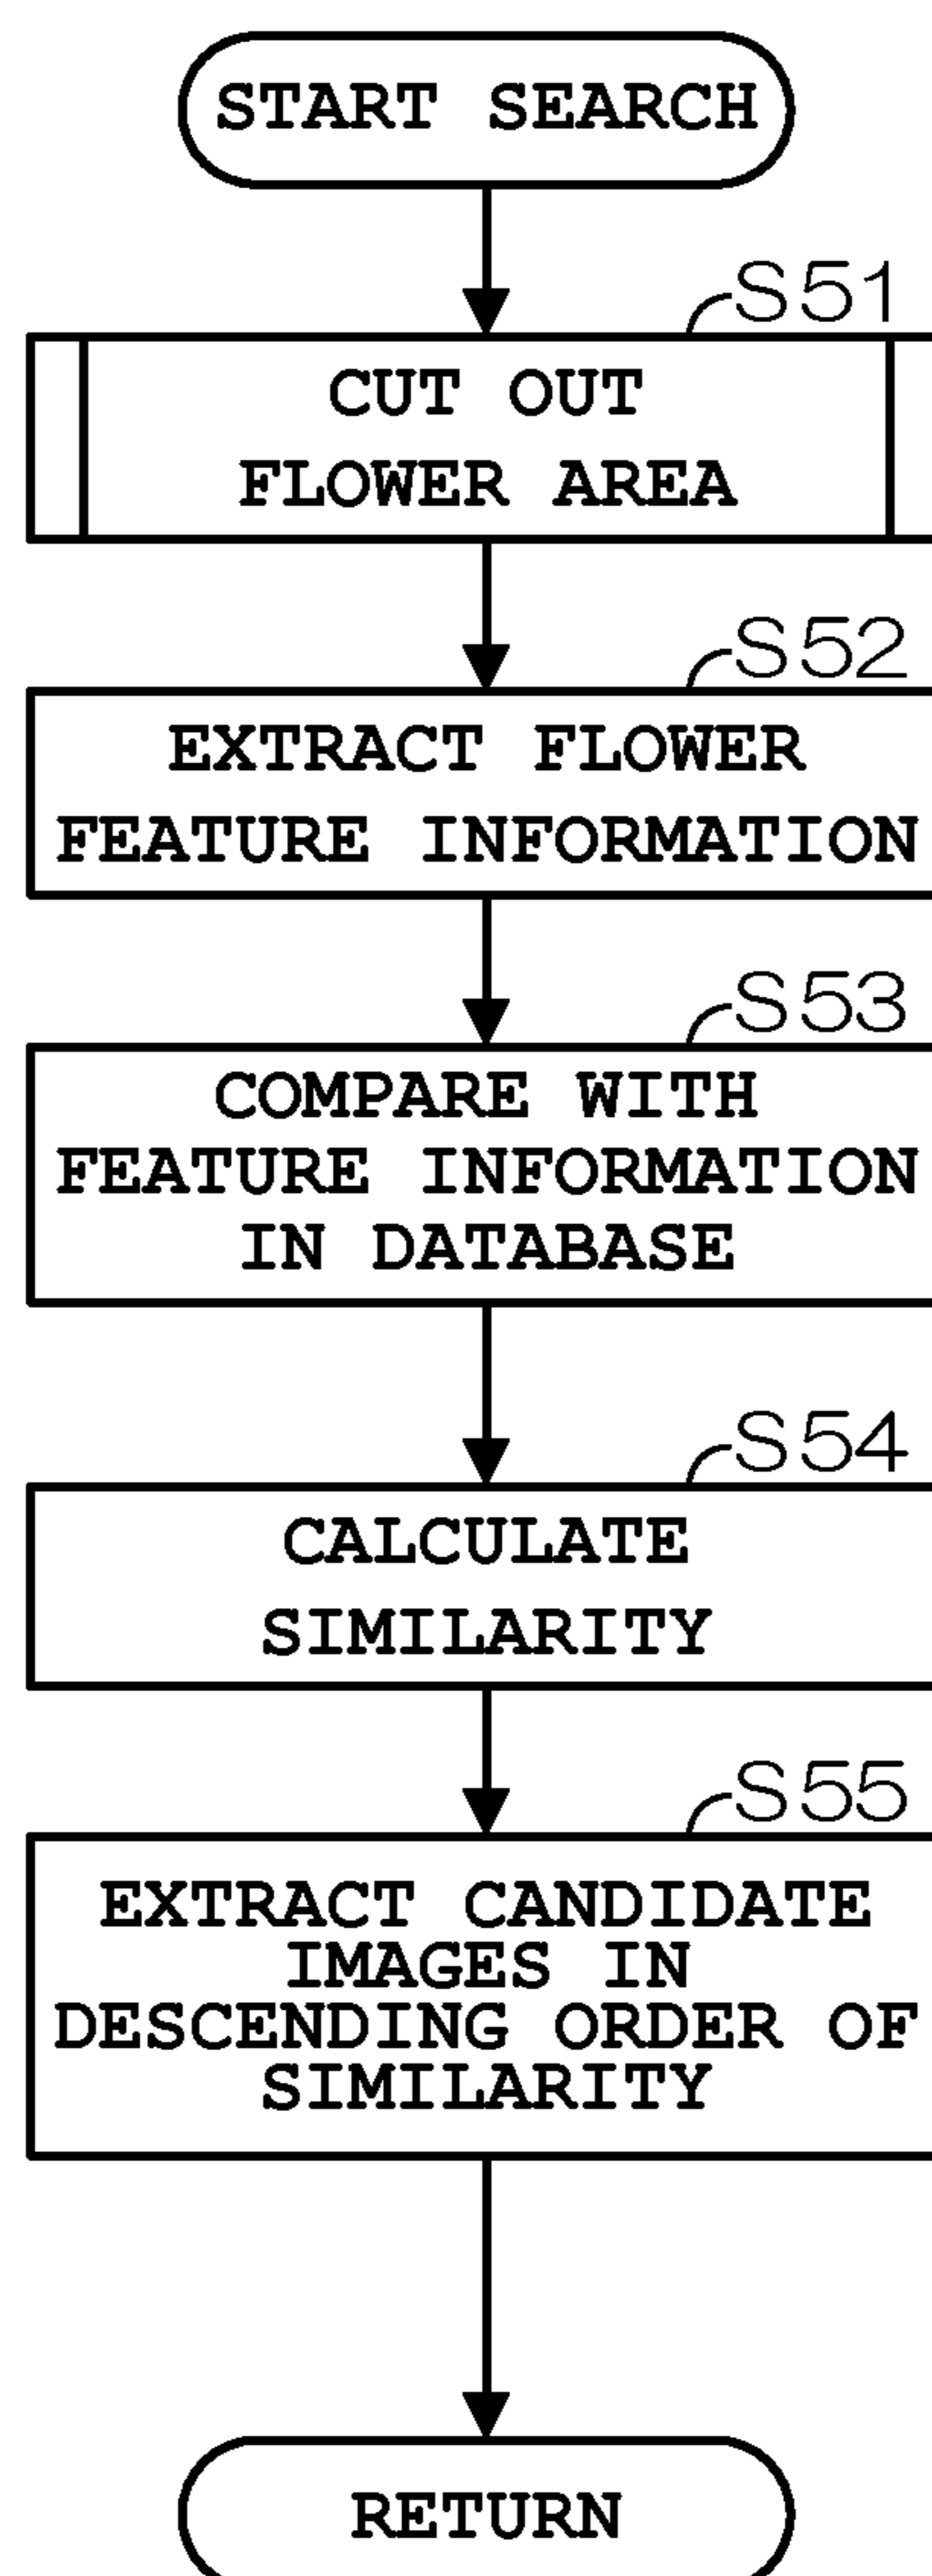 START SEARCH
S51
CUT OUT
FLOWER AREA
S52
EXTRACT FLOWER
FEATURE INFORMATION
S53
COMPARE WITH
FEATURE INFORMATION
IN DATABASE
S54
CALCULATE
SIMILARITY
S55
EXTRACT CANDIDATE
IMAGES IN
DESCENDING ORDER OF
SIMILARITY
RETURN